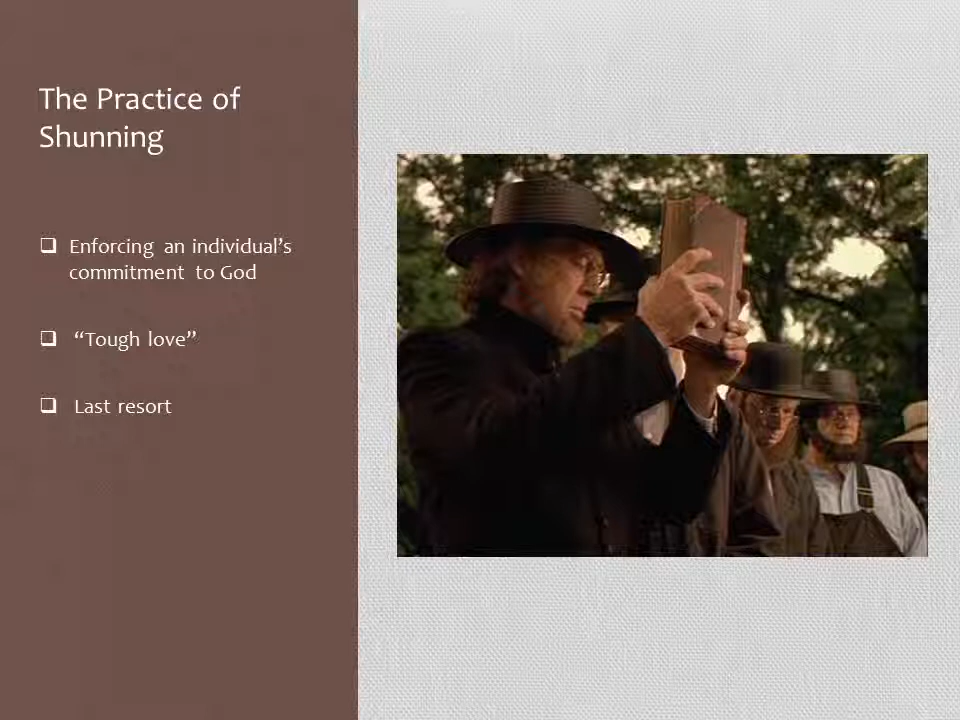 The Practice of
Shunning
❑ Enforcing an individual’s
commitment to God
❑ “Tough love”
❑ Last resort